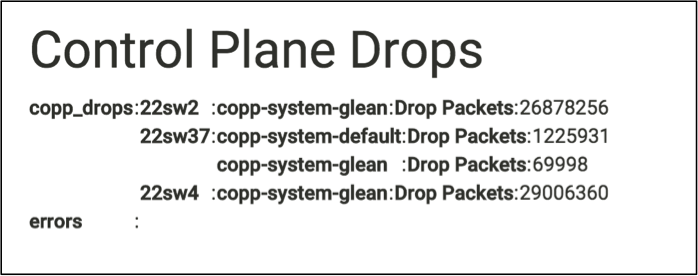 Control Plane Drops
copp_drops:22sw2 :copp-system-glean:Drop Packets:26878256
22sw37:copp-system-default:Drop Packets:1225931
copp-system-glean :Drop Packets:69998
22sw4 :copp-system-glean:Drop Packets:29006360
errors :